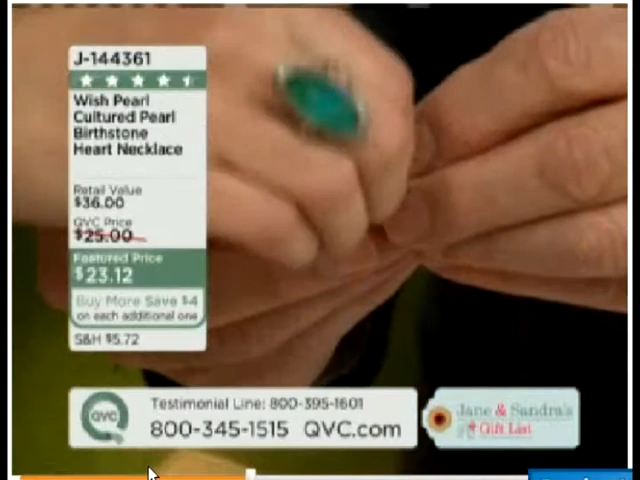 J-144361
Wish Pearl
Cultured Pearl
Birthstone
Heart Necklace
Retail Value
$36.00
QVC Price
$25.00
Featured Price
$23.12
Buy More Save $4
on each additional one
S&H $5.72
QVC
Testimonial Line: 800-395-1601
800-345-1515 QVC.com
Jane & Sandra's
Gift List